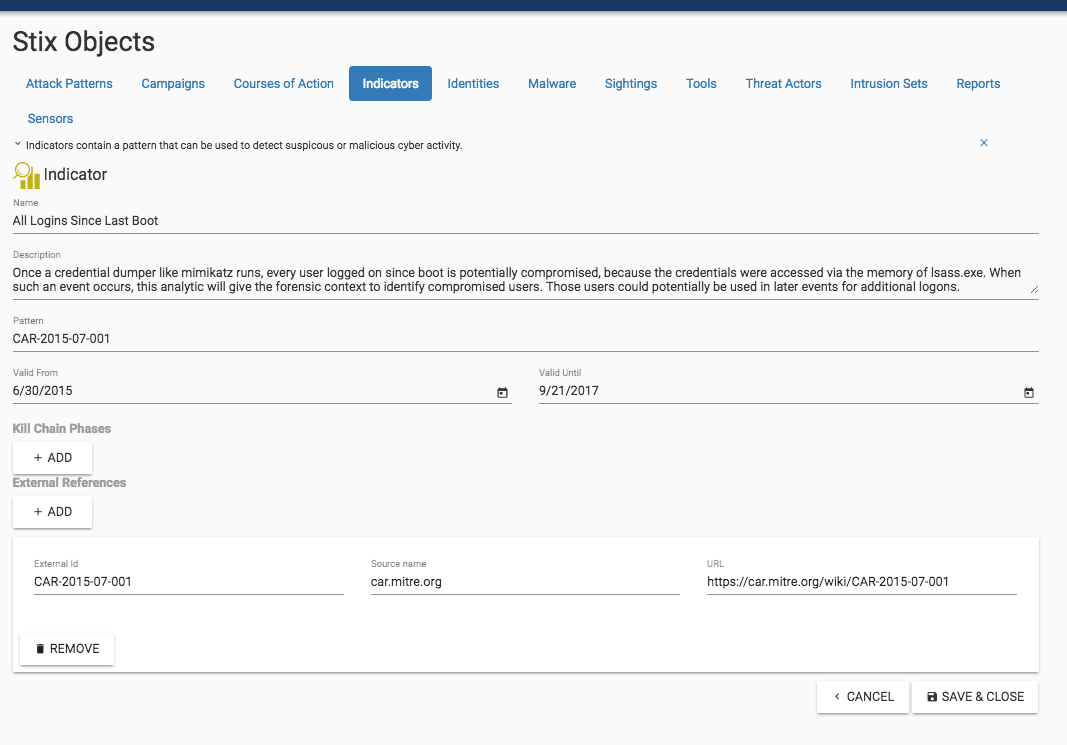 Stix Objects
Attack Patterns Campaigns Courses of Action Indicators Identities Malware Sightings Tools Threat Actors Intrusion Sets Reports
Sensors
Indicators contain a pattern that can be used to detect suspicous or malicious cyber activity.
Indicator
Name
All Logins Since Last Boot
Description
Once a credential dumper like mimikatz runs, every user logged on since boot is potentially compromised, because the credentials were accessed via the memory of lsass.exe. When
such an event occurs, this analytic will give the forensic context to identify compromised users. Those users could potentially be used in later events for additional logons.
Pattern
CAR-2015-07-001
Valid From Valid Until
6/30/2015 9/21/2017
Kill Chain Phases
+ ADD
External References
+ ADD
External Id Source name URL
CAR-2015-07-001 car.mitre.org https://car.mitre.org/wiki/CAR-2015-07-001
REMOVE
CANCEL SAVE & CLOSE